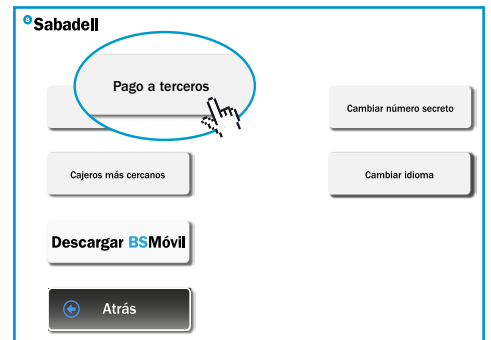 Sabadell
Pago a terceros
Cambiar número secreto
Cajeros más cercanos
Cambiar idioma
Descargar BSMóvil
Atrás